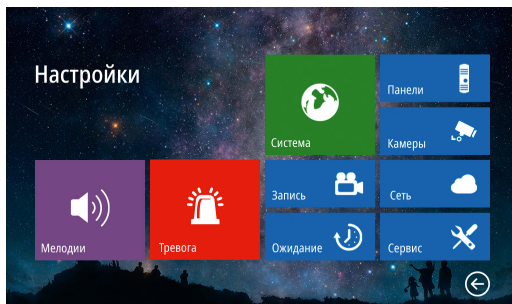 Настройки
Панели
Система
Камеры
Запись
Сеть
Мелодии
Тревога
Ожидание
Сервис